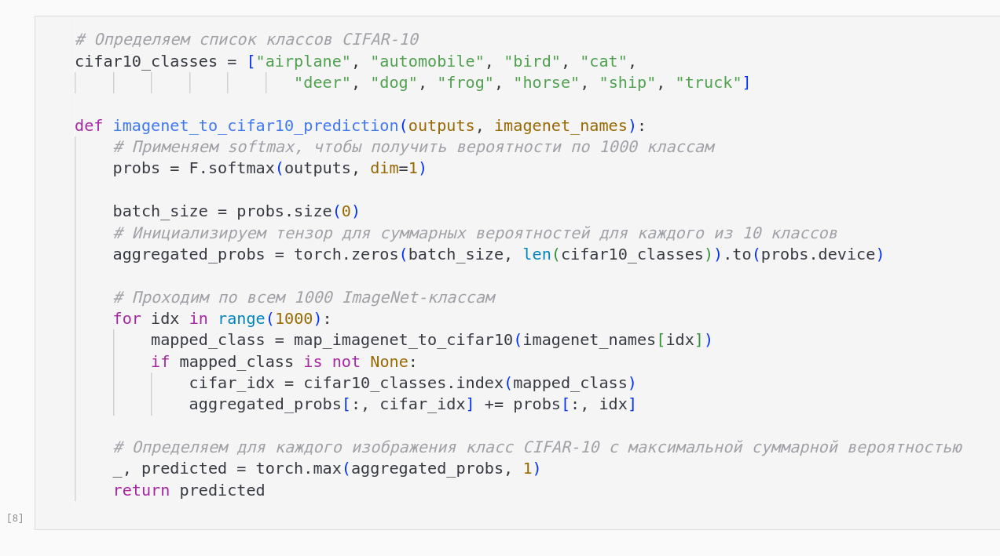 # Определяем список классов CIFAR-10
cifar10_classes = ["airplane", "automobile", "bird", "cat",
                       "deer", "dog", "frog", "horse", "ship", "truck"]
def imagenet_to_cifar10_prediction(outputs, imagenet_names):
    # Применяем softmax, чтобы получить вероятности по 1000 классам
    probs = F.softmax(outputs, dim=1)
    batch_size = probs.size(0)
    # Инициализируем тензор для суммарных вероятностей для каждого из 10 классов
    aggregated_probs = torch.zeros(batch_size, len(cifar10_classes)).to(probs.device)
    # Проходим по всем 1000 ImageNet-классам
    for idx in range(1000):
        mapped_class = map_imagenet_to_cifar10(imagenet_names[idx])
        if mapped_class is not None:
            cifar_idx = cifar10_classes.index(mapped_class)
            aggregated_probs[:, cifar_idx] += probs[:, idx]
    # Определяем для каждого изображения класс CIFAR-10 с максимальной суммарной вероятностью
    _, predicted = torch.max(aggregated_probs, 1)
    return predicted
[8]